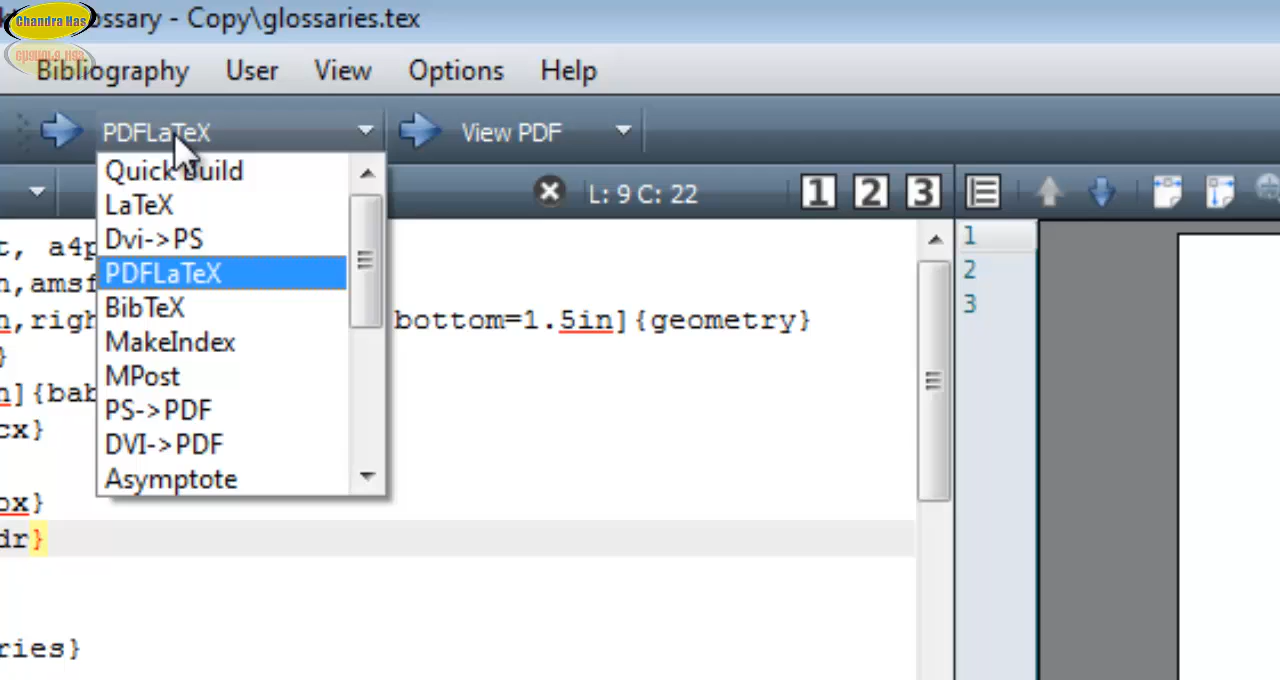 Chandra Has
ossary - Copy\glossaries.tex
Bibliography User View Options Help
PDFLaTeX View PDF
Quick Build
LaTeX
Dvi->PS
PDFLaTeX
BibTeX
MakeIndex
MPost
PS->PDF
DVI->PDF
Asymptote
L: 9 C: 22 1 2 3
1
2
3
t, a4p
n,amsf
n,righ bottom=1.5in]{geometry}
}
n]{bab
cx}
ox}
dr}
ries}